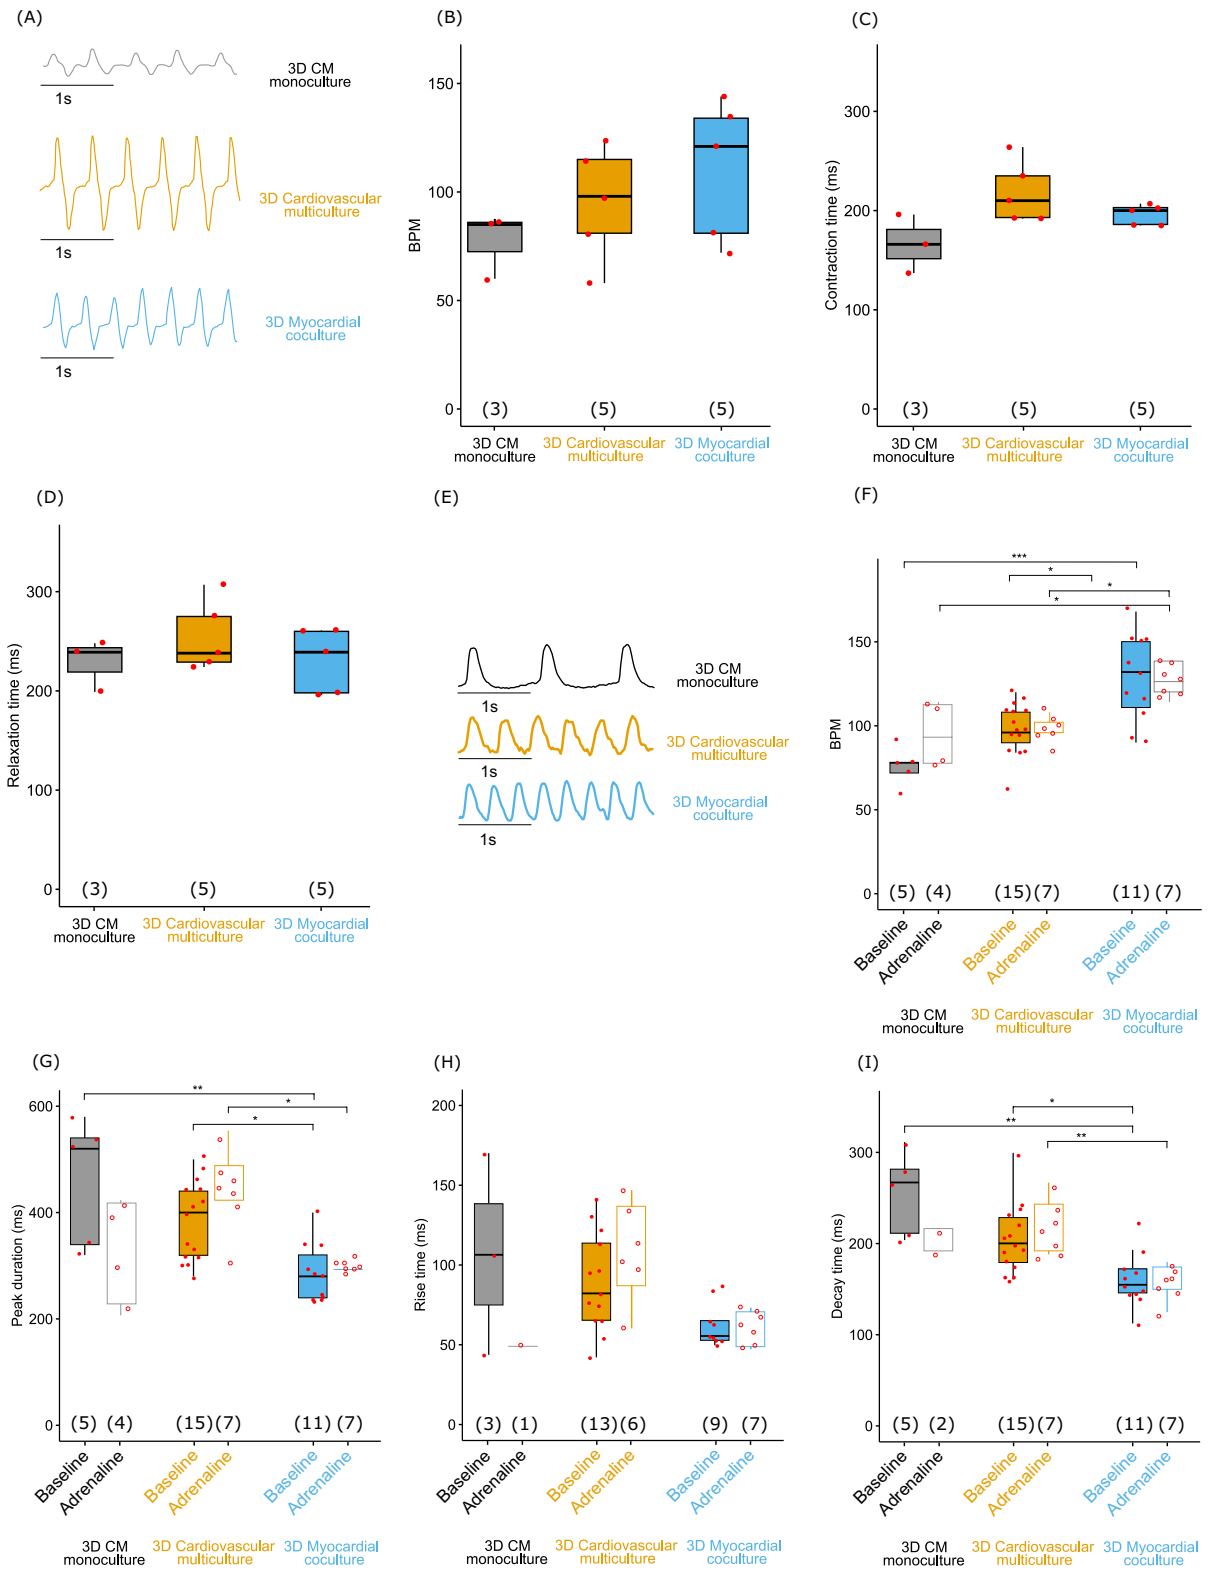 (A)
3D CM
monoculture
1s
3D Cardiovascular
multiculture
1s
3D Myocardial
coculture
1s
(B)
BPM
150
100
50
0
(3)
(5)
(5)
3D CM
monoculture
3D Cardiovascular
multiculture
3D Myocardial
coculture
(C)
Contraction time (ms)
300
200
100
0
(3)
(5)
(5)
3D CM
monoculture
3D Cardiovascular
multiculture
3D Myocardial
coculture
(D)
Relaxation time (ms)
300
200
100
0
(3)
(5)
(5)
3D CM
monoculture
3D Cardiovascular
multiculture
3D Myocardial
coculture
(E)
3D CM
monoculture
1s
3D Cardiovascular
multiculture
1s
3D Myocardial
coculture
1s
(F)
BPM
150
100
50
0
***
*
*
*
(5)
(4)
(15)
(7)
(11)
(7)
Baseline
Adrenaline
Baseline
Adrenaline
Baseline
Adrenaline
3D CM
monoculture
3D Cardiovascular
multiculture
3D Myocardial
coculture
(G)
Peak duration (ms)
600
400
200
0
**
*
*
(5)
(4)
(15)
(7)
(11)
(7)
Baseline
Adrenaline
Baseline
Adrenaline
Baseline
Adrenaline
3D CM
monoculture
3D Cardiovascular
multiculture
3D Myocardial
coculture
(H)
Rise time (ms)
200
150
100
50
0
(3)
(1)
(13)
(6)
(9)
(7)
Baseline
Adrenaline
Baseline
Adrenaline
Baseline
Adrenaline
3D CM
monoculture
3D Cardiovascular
multiculture
3D Myocardial
coculture
(I)
Decay time (ms)
300
200
100
0
*
**
**
(5)
(2)
(15)
(7)
(11)
(7)
Baseline
Adrenaline
Baseline
Adrenaline
Baseline
Adrenaline
3D CM
monoculture
3D Cardiovascular
multiculture
3D Myocardial
coculture